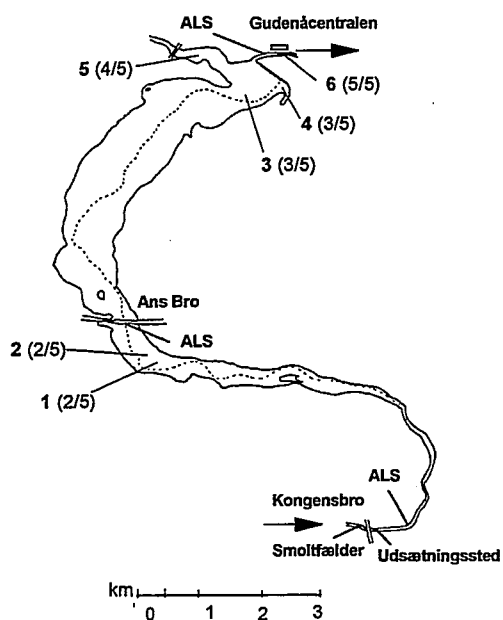 ALS Gudenåcentralen
5 (4/5)
6 (5/5)
4 (3/5)
3 (3/5)
Ans Bro
ALS
2 (2/5)
1 (2/5)
ALS
Kongensbro
Smoltfælder
Udsætningssted
km
0 1 2 3